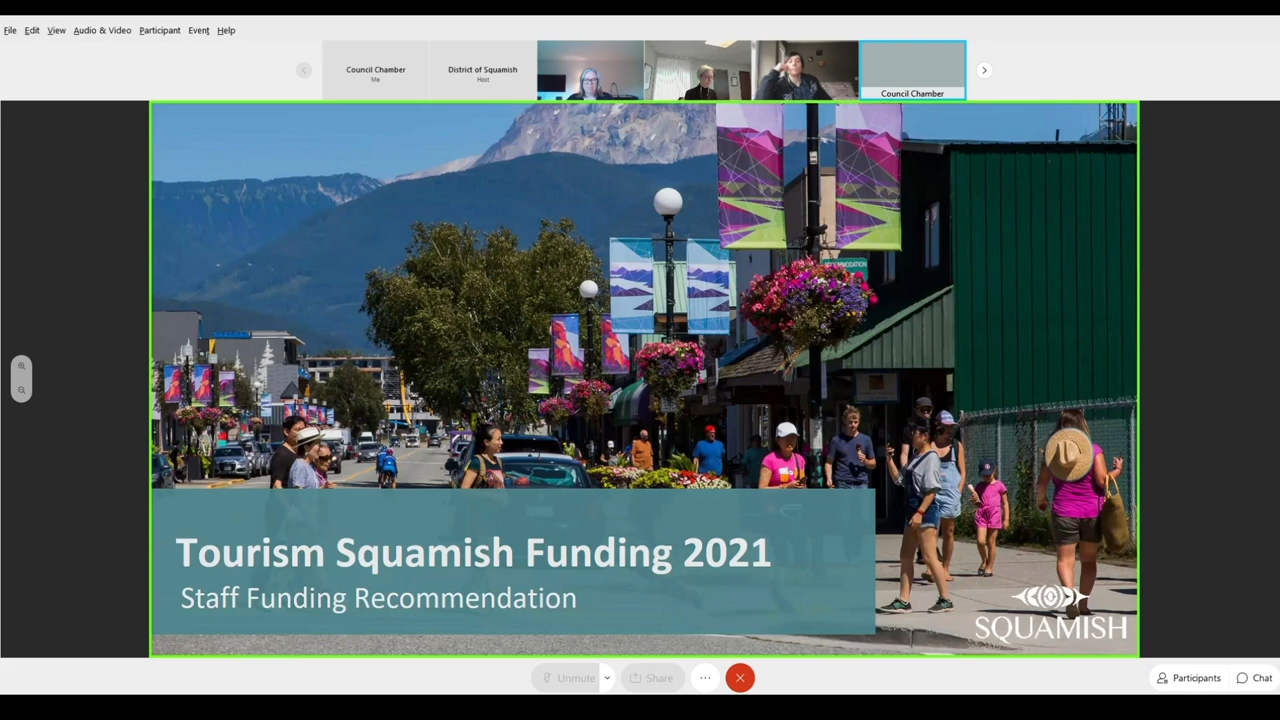 File Edit View Audio & Video Participant Event Help
Council Chamber
Me
District of Squamish
Host
Council Chamber
ACCOMMODATION
Tourism Squamish Funding 2021
Staff Funding Recommendation
SQUAMISH
Unmute
Share
Participants
Chat